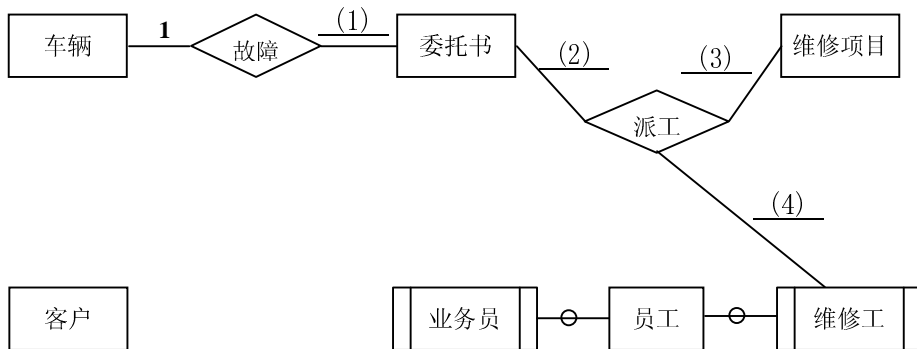 车辆 1 故障 (1) 委托书 (2) (3) 维修项目
派工
(4)
客户 业务员 员工 维修工